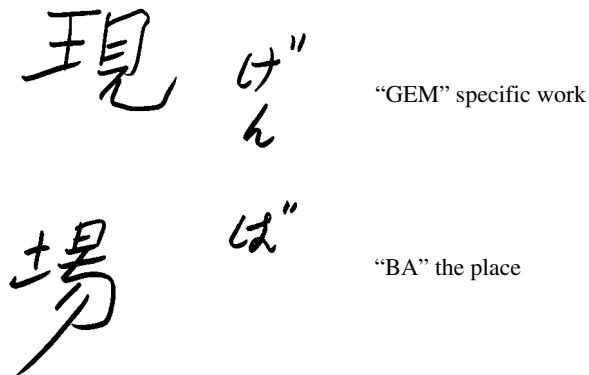 現 げん “GEM” specific work
場 ば “BA” the place